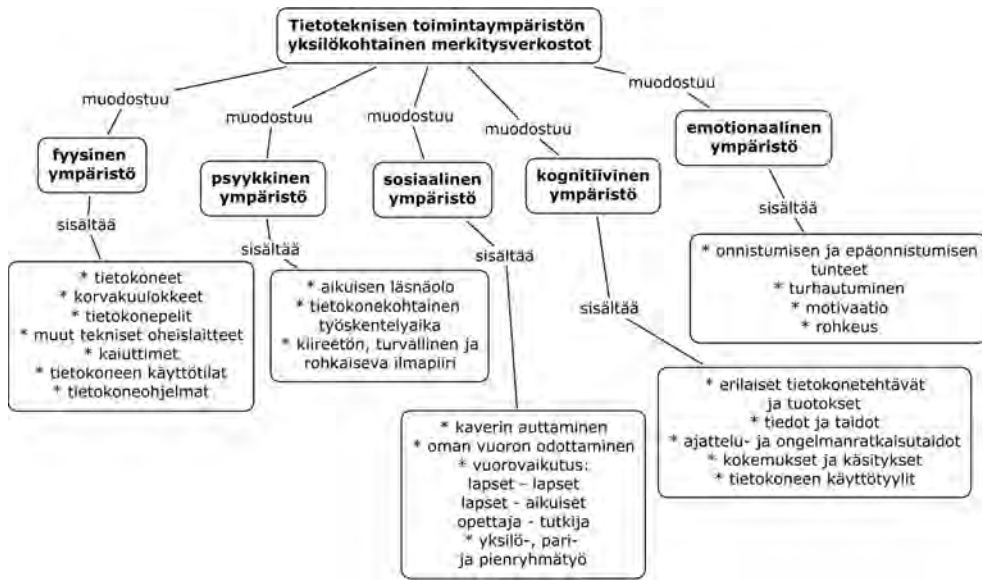 Tietoteknisen toimintaympäristön
yksilökohtainen merkitysverkostot
muodostuu
muodostuu
muodostuu
muodostuu
muodostuu
fyysinen
ympäristö
psyykkinen
ympäristö
sosiaalinen
ympäristö
kognitiivinen
ympäristö
emotionaalinen
ympäristö
sisältää
sisältää
sisältää
sisältää
sisältää
* tietokoneet
* korvakuulokkeet
* tietokonepelit
* muut tekniset oheislaitteet
* kaiuttimet
* tietokoneen käyttötilat
* tietokoneohjelmat
* aikuisen läsnäolo
* tietokonekohtainen
työskentelyaika
* kiireetön, turvallinen ja
rohkaiseva ilmapiiri
* kaverin auttaminen
* oman vuoron odottaminen
* vuorovaikutus:
lapset - lapset
lapset - aikuiset
opettaja - tutkija
* yksilö-, pari-
ja pienryhmätyö
* erilaiset tietokonetehtävät
ja tuotokset
* tiedot ja taidot
* ajattelu- ja ongelmanratkaisutaidot
* kokemukset ja käsitykset
* tietokoneen käyttötyylit
* onnistumisen ja epäonnistumisen
tunteet
* turhautuminen
* motivaatio
* rohkeus